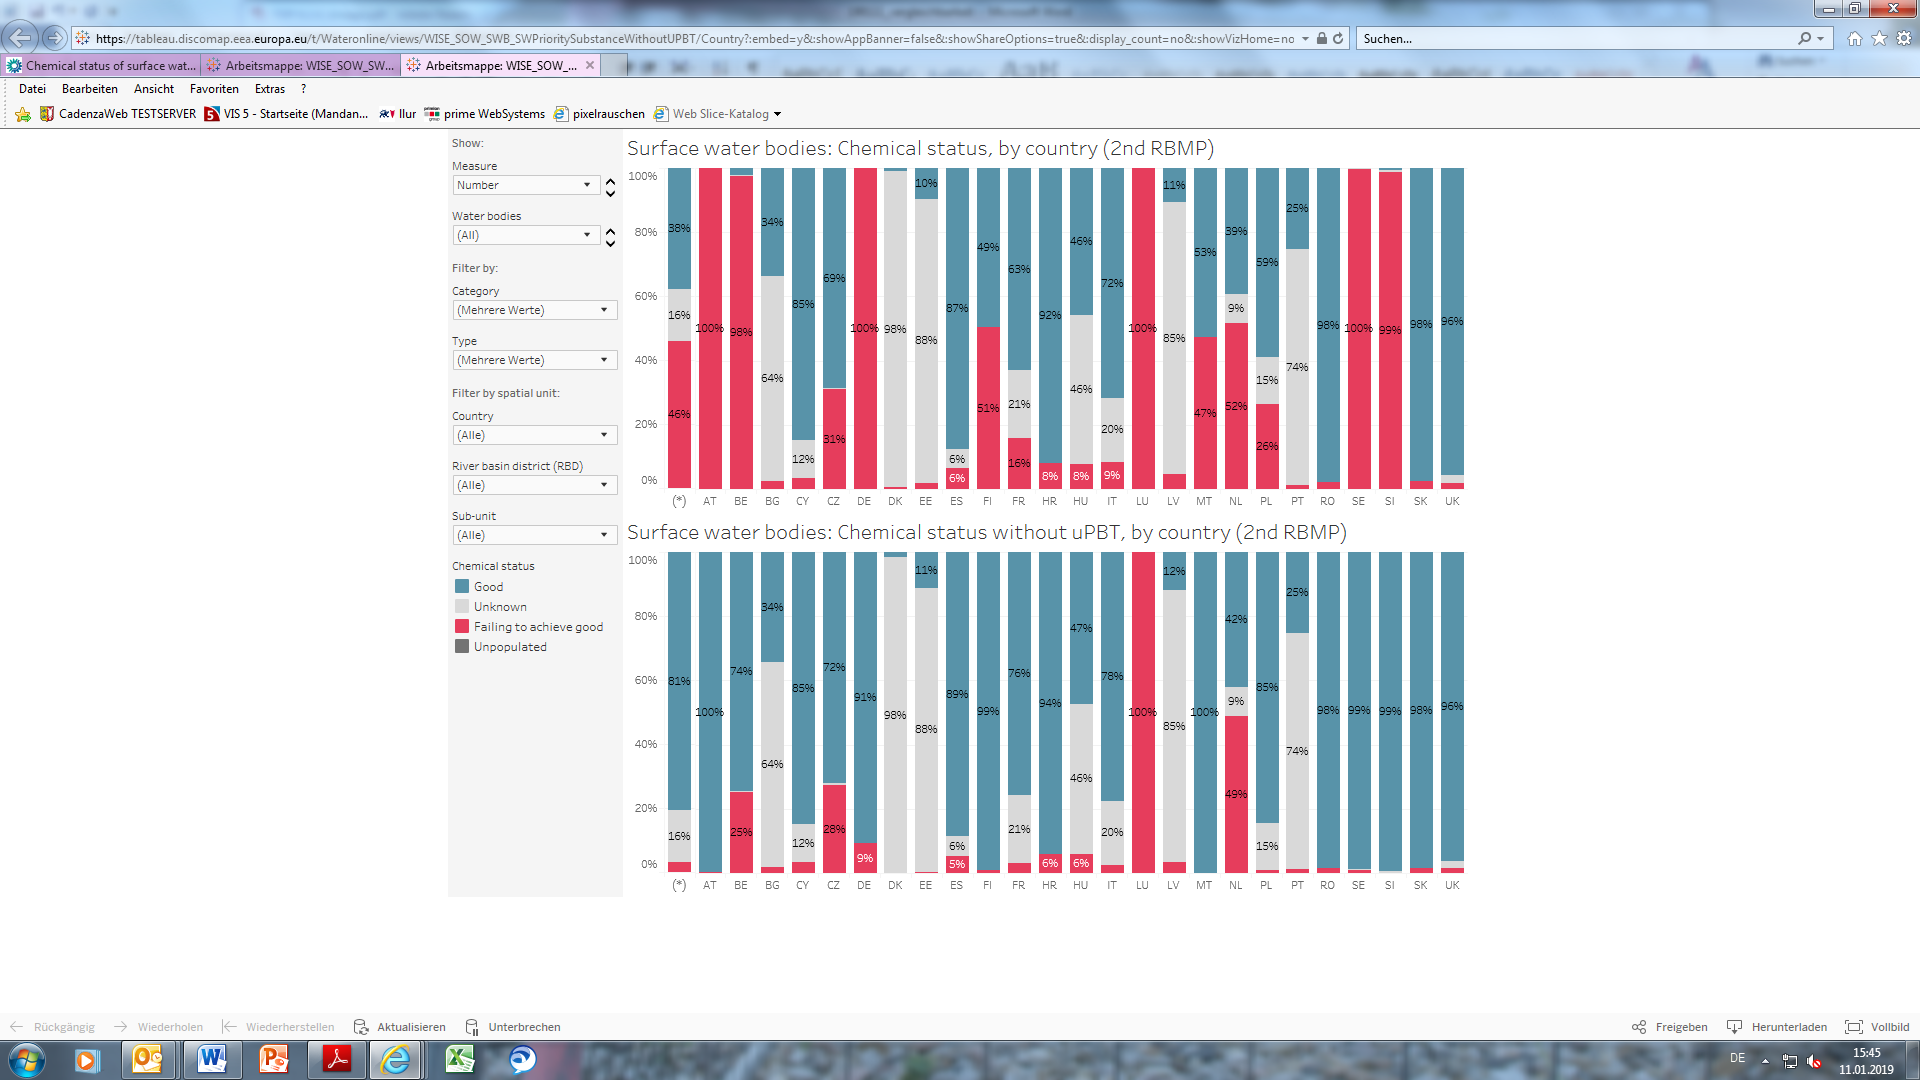 https://tableau.discomap.eea.europa.eu/t/Wateronline/views/WISE_SOW_SWB_SWPrioritySubstanceWithoutUPBT/Country?:embed=y&:showAppBanner=false&:showShareOptions=true&:display_count=no&:showVizHome=no
Suchen...
Chemical status of surface wat...
Arbeitsmappe: WISE_SOW_SW...
Arbeitsmappe: WISE_SOW_...
Datei Bearbeiten Ansicht Favoriten Extras ?
CadenzaWeb TESTSERVER VIS 5 - Startseite (Mandan... llur prime WebSystems pixelrauschen Web Slice-Katalog
Show:
Measure
Number
Water bodies
(All)
Filter by:
Category
(Mehrere Werte)
Type
(Mehrere Werte)
Filter by spatial unit:
Country
(Alle)
River basin district (RBD)
(Alle)
Sub-unit
(Alle)
Chemical status
Good
Unknown
Failing to achieve good
Unpopulated
Surface water bodies: Chemical status, by country (2nd RBMP)
100%
80%
60%
40%
20%
0%
38% 16% 46%
100%
98%
34% 64%
85% 12%
69% 31%
100%
98%
10% 88%
87% 6% 6%
49% 51%
63% 21% 16%
92% 8%
46% 46% 8%
72% 20% 9%
100%
11% 85%
53% 47%
39% 9% 52%
59% 15% 26%
25% 74%
98%
100%
99%
98%
96%
(*) AT BE BG CY CZ DE DK EE ES FI FR HR HU IT LU LV MT NL PL PT RO SE SI SK UK
Surface water bodies: Chemical status without uPBT, by country (2nd RBMP)
100%
80%
60%
40%
20%
0%
81% 16%
100%
74% 25%
34% 64%
85% 12%
72% 28%
91% 9%
98%
11% 88%
89% 6% 5%
99%
76% 21%
94% 6%
47% 46% 6%
78% 20%
100%
12% 85%
100%
42% 9% 49%
85% 15%
25% 74%
98%
99%
99%
98%
96%
(*) AT BE BG CY CZ DE DK EE ES FI FR HR HU IT LU LV MT NL PL PT RO SE SI SK UK
Rückgängig Wiederholen Wiederherstellen Aktualisieren Unterbrechen Freigeben Herunterladen Vollbild
DE
15:45
11.01.2019